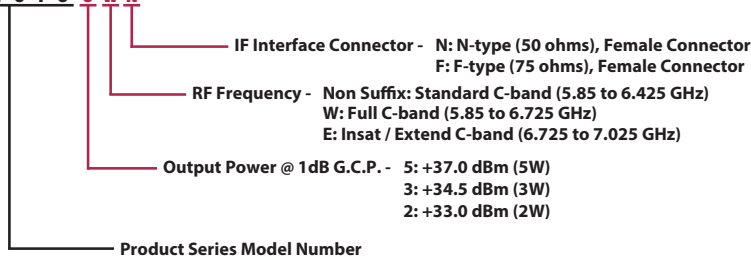 IF Interface Connector - N: N-type (50 ohms), Female Connector
F: F-type (75 ohms), Female Connector
RF Frequency - Non Suffix: Standard C-band (5.85 to 6.425 GHz)
W: Full C-band (5.85 to 6.725 GHz)
E: Insat / Extend C-band (6.725 to 7.025 GHz)
Output Power @ 1dB G.C.P. - 5: +37.0 dBm (5W)
3: +34.5 dBm (3W)
2: +33.0 dBm (2W)
Product Series Model Number